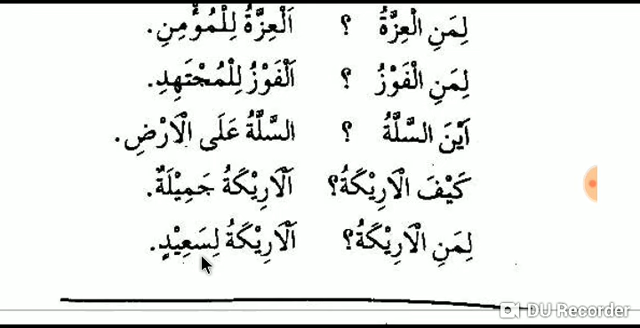 لِمَنِ الْعِزَّةُ ؟ اَلْعِزَّةُ لِلْمُؤْمِنِ.
لِمَنِ الْفَوْزُ ؟ اَلْفَوْزُ لِلْمُجْتَهِدِ.
اَيْنَ السَّلَّةُ ؟ السَّلَّةُ عَلَى الْاَرْضِ.
كَيْفَ الْاَرِيْكَةُ؟ اَلْاَرِيْكَةُ جَمِيْلَةٌ.
لِمَنِ الْاَرِيْكَةُ؟ اَلْاَرِيْكَةُ لِسَعِيْدٍ.
DU Recorder